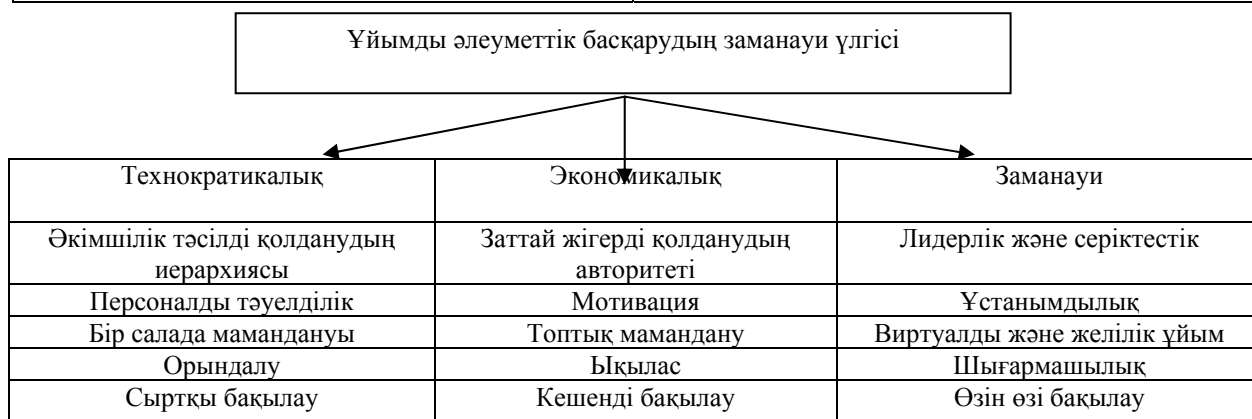 Ұйымды әлеуметтік басқарудың заманауи үлгісі
Технократикалық
Экономикалық
Заманауи
Әкімшілік тәсілді қолданудың
иерархиясы
Заттай жігерді қолданудың
авторитеті
Лидерлік және серіктестік
Персоналды тәуелділік
Мотивация
Ұстанымдылық
Бір салада мамандануы
Топтық мамандану
Виртуалды және желілік ұйым
Орындалу
Ықылас
Шығармашылық
Сыртқы бақылау
Кешенді бақылау
Өзін өзі бақылау